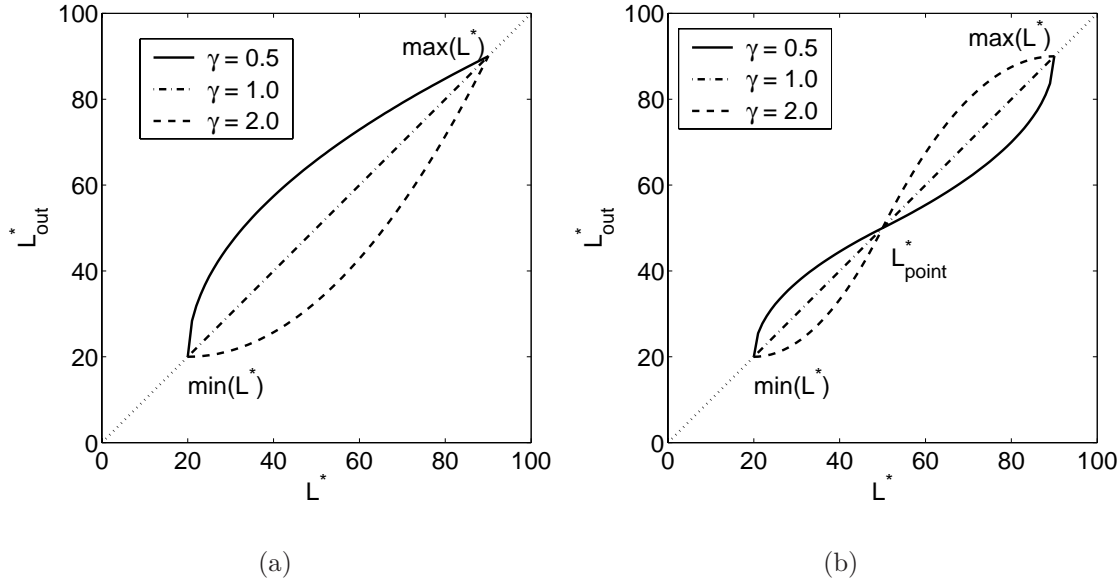 100
80
60
40
20
0
L*out
γ = 0.5
γ = 1.0
γ = 2.0
max(L*)
min(L*)
0 20 40 60 80 100
L*
(a)
100
80
60
40
20
0
L*out
γ = 0.5
γ = 1.0
γ = 2.0
max(L*)
L*point
min(L*)
0 20 40 60 80 100
L*
(b)